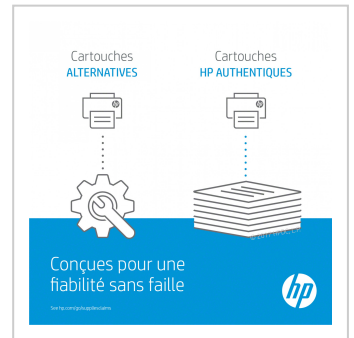 Cartouches
ALTERNATIVES
Cartouches
HP AUTHENTIQUES
Conçues pour une
fiabilité sans faille
hp